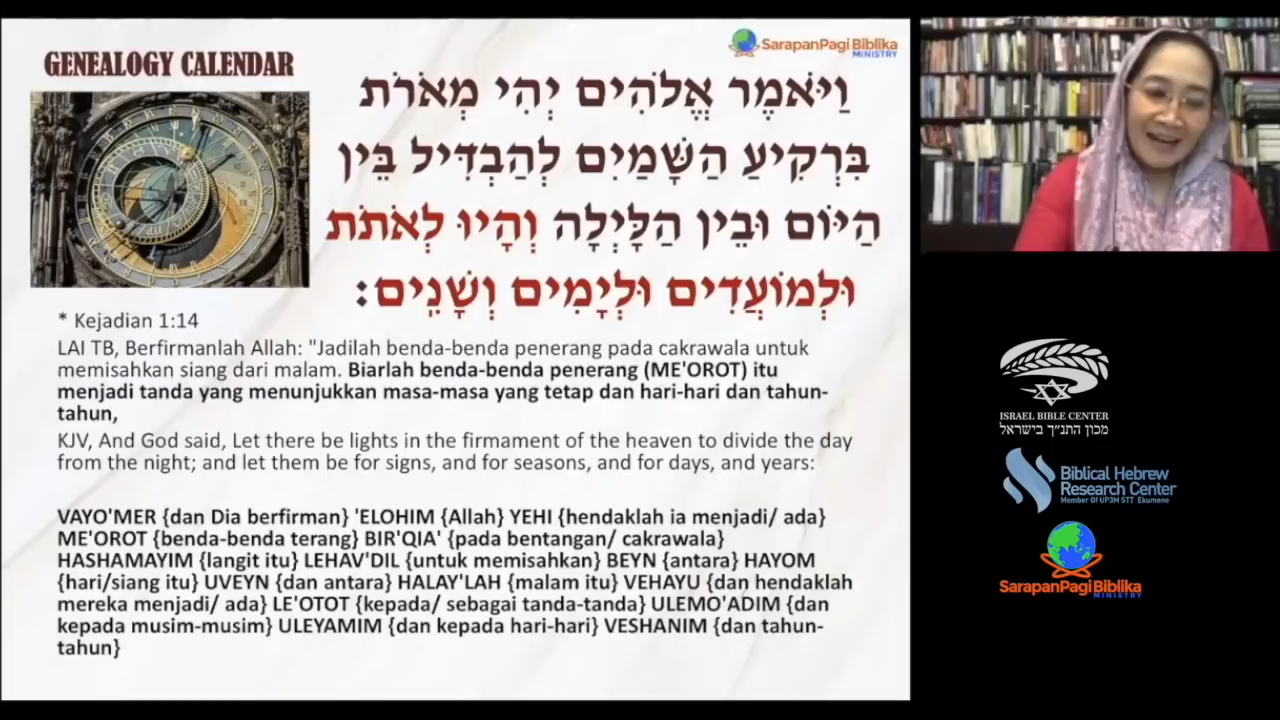 GENEALOGY CALENDAR
SarapanPagi Biblika
MINISTRY
וַיֹּאמֶר אֱלֹהִים יְהִי מְאֹרֹת
בִּרְקִיעַ הַשָּׁמַיִם לְהַבְדִּיל בֵּין
הַיּוֹם וּבֵין הַלָּיְלָה וְהָיוּ לְאֹתֹת
וּלְמוֹעֲדִים וּלְיָמִים וְשָׁנִֽים׃
* Kejadian 1:14
LAI TB, Berfirmanlah Allah: "Jadilah benda-benda penerang pada cakrawala untuk
memisahkan siang dari malam. Biarlah benda-benda penerang (ME'OROT) itu
menjadi tanda yang menunjukkan masa-masa yang tetap dan hari-hari dan tahun-
tahun,
KJV, And God said, Let there be lights in the firmament of the heaven to divide the day
from the night; and let them be for signs, and for seasons, and for days, and years:
VAYO'MER {dan Dia berfirman} 'ELOHIM {Allah} YEHI {hendaklah ia menjadi/ ada}
ME'OROT {benda-benda terang} BIR'QIA' {pada bentangan/ cakrawala}
HASHAMAYIM {langit itu} LEHAV'DIL {untuk memisahkan} BEYN {antara} HAYOM
{hari/siang itu} UVEYN {dan antara} HALAY'LAH {malam itu} VEHAYU {dan hendaklah
mereka menjadi/ ada} LE'OTOT {kepada/ sebagai tanda-tanda} ULEMO'ADIM {dan
kepada musim-musim} ULEYAMIM {dan kepada hari-hari} VESHANIM {dan tahun-
tahun}
ISRAEL BIBLE CENTER
מכון התנ״ך בישראל
Biblical Hebrew
Research Center
Member Of UP3M STT Ekumene
SarapanPagi Biblika
MINISTRY